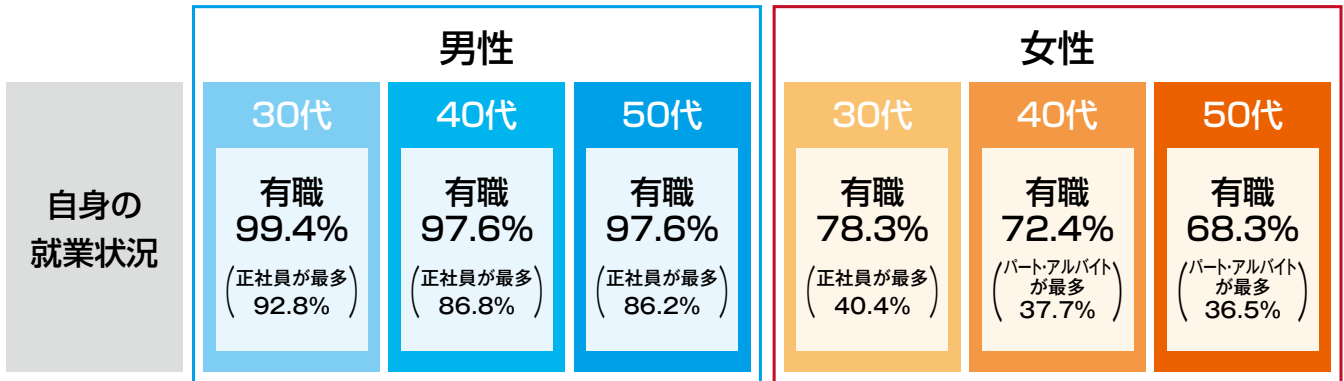 男性
女性
30代
40代
50代
30代
40代
50代
自身の
就業状況
有職
99.4%
(正社員が最多
92.8%)
有職
97.6%
(正社員が最多
86.8%)
有職
97.6%
(正社員が最多
86.2%)
有職
78.3%
(正社員が最多
40.4%)
有職
72.4%
(パート・アルバイト
が最多
37.7%)
有職
68.3%
(パート・アルバイト
が最多
36.5%)